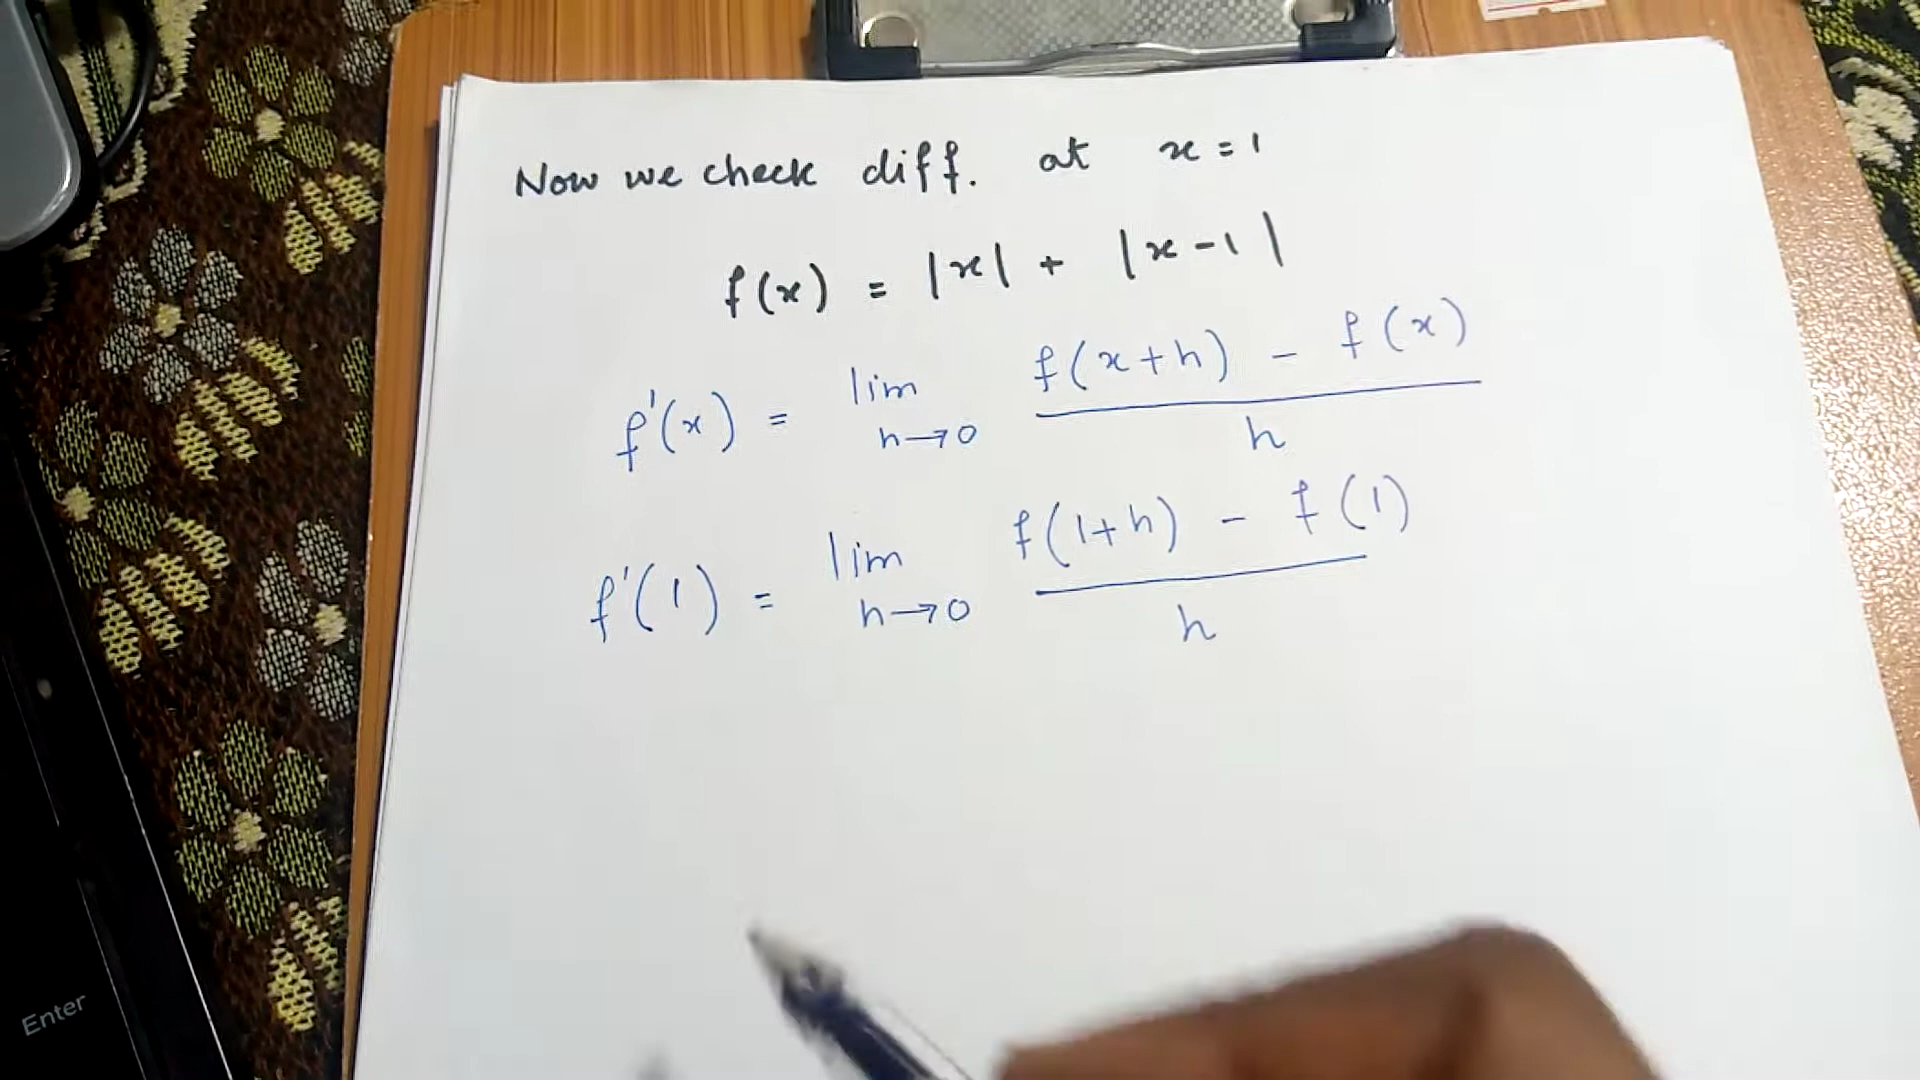 Now we check diff. at x = 1
f(x) = |x| + |x - 1|
f'(x) = lim h→0 f(x+h) - f(x) / h
f'(1) = lim h→0 f(1+h) - f(1) / h
Enter